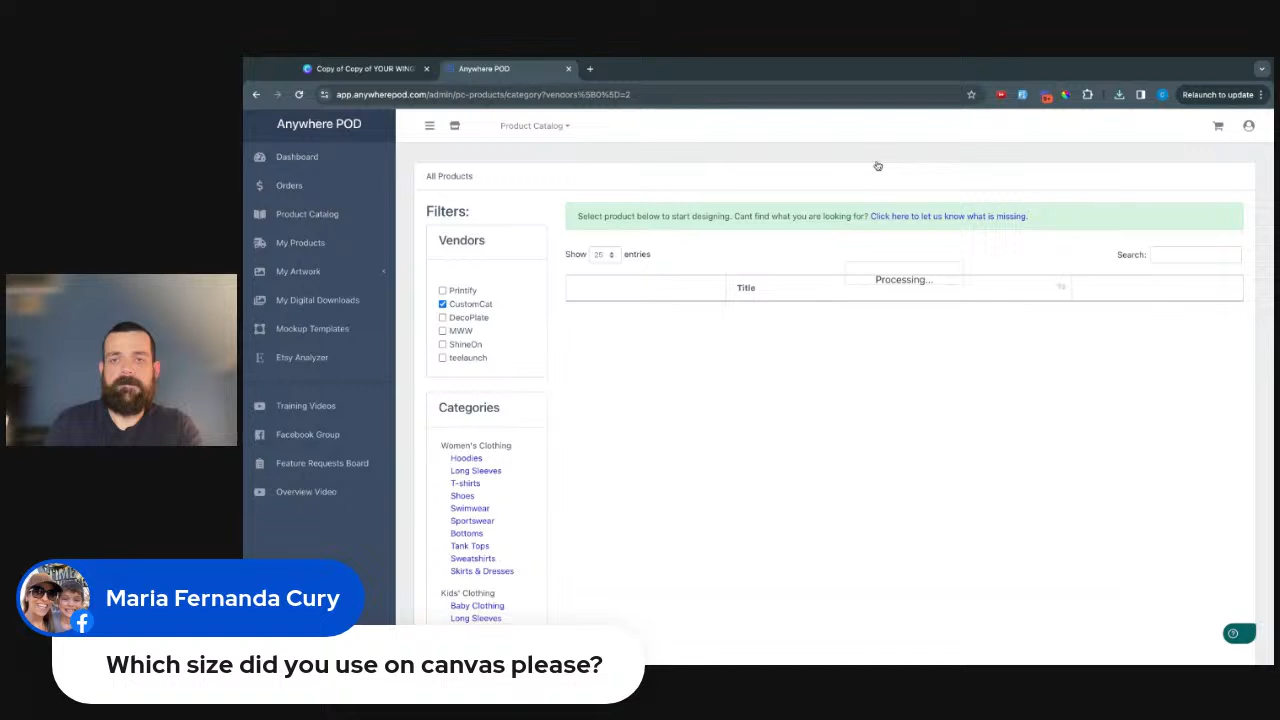 Copy of Copy of YOUR WING
Anywhere POD
app.anywherepod.com/admin/pc-products/category?vendors%5B0%5D=2
Relaunch to update
Anywhere POD
Product Catalog
Dashboard
Orders
Product Catalog
My Products
My Artwork
My Digital Downloads
Mockup Templates
Etsy Analyzer
Training Videos
Facebook Group
Feature Requests Board
Overview Video
All Products
Filters:
Vendors
Printify
CustomCat
DecoPlate
MWW
ShineOn
teelaunch
Categories
Women's Clothing
Hoodies
Long Sleeves
T-shirts
Shoes
Swimwear
Sportswear
Bottoms
Tank Tops
Sweatshirts
Skirts & Dresses
Kids' Clothing
Baby Clothing
Long Sleeves
Select product below to start designing. Cant find what you are looking for? Click here to let us know what is missing.
Show 25 entries
Search:
Processing...
Title
Maria Fernanda Cury
Which size did you use on canvas please?